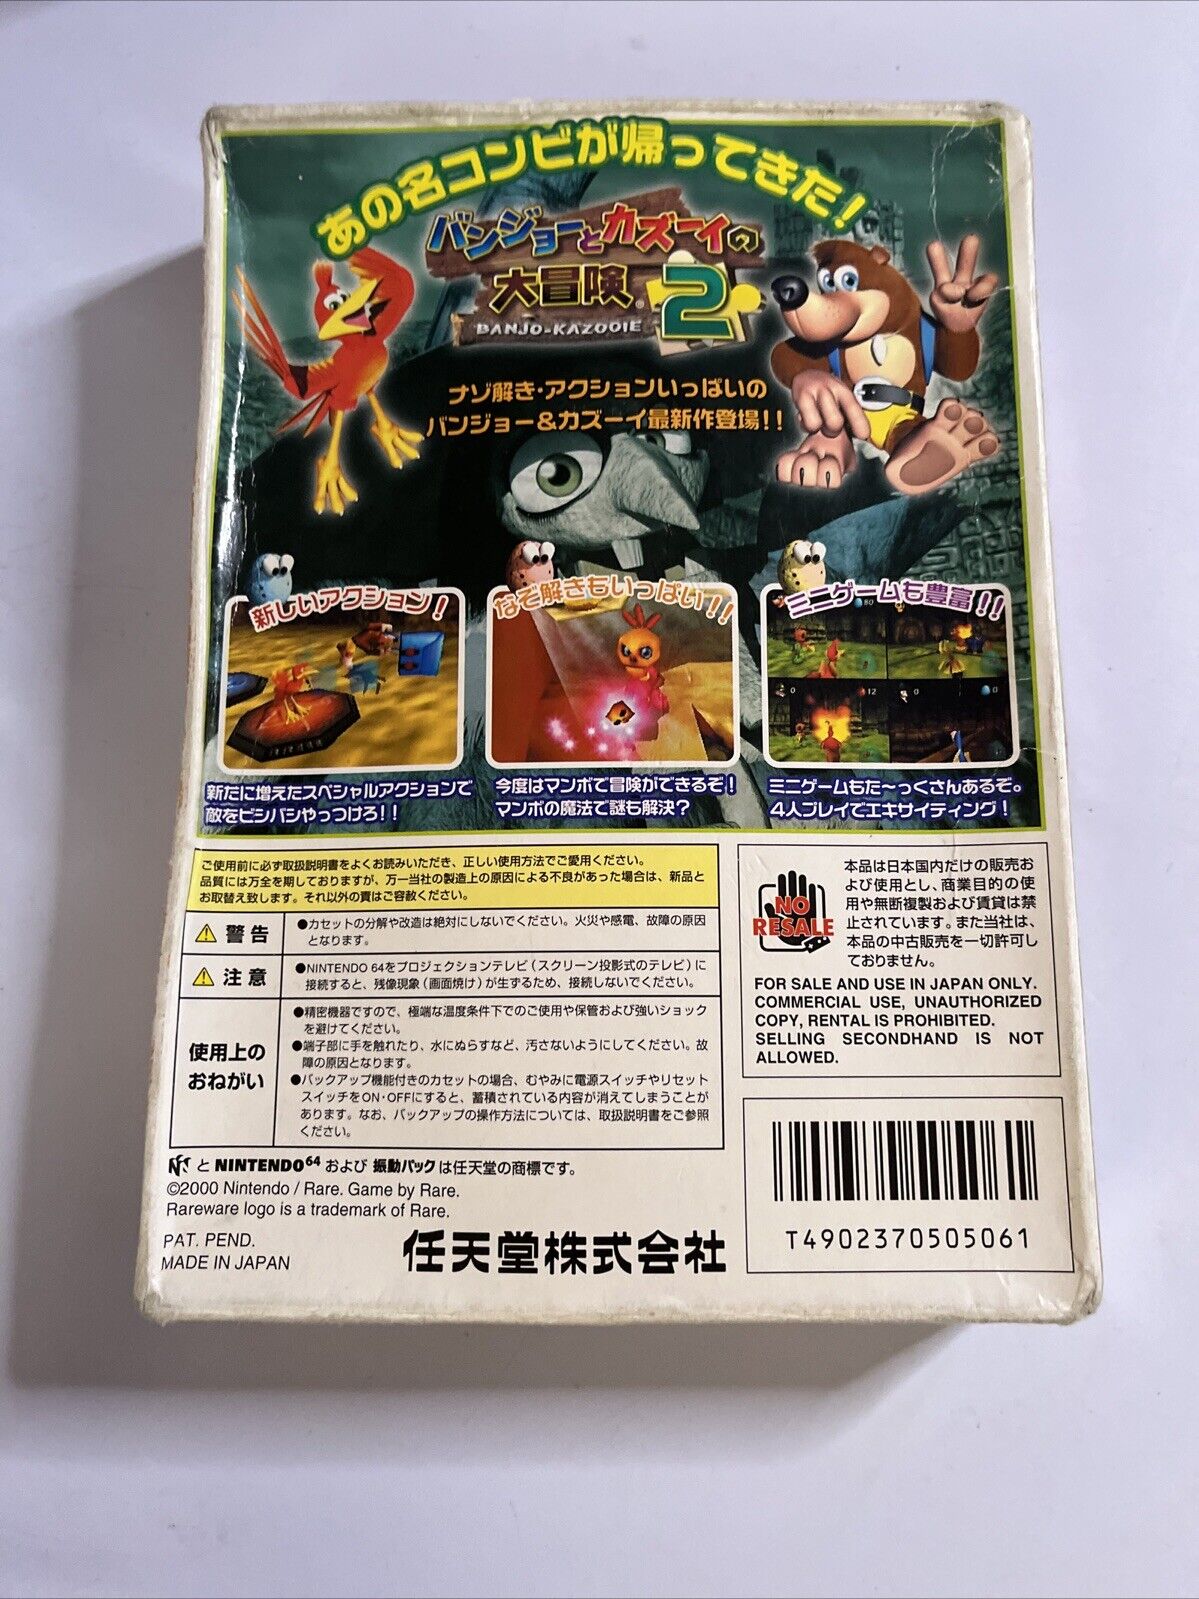 あの名コンビが帰ってきた!
バンジョーとカズーイの
大冒険®2
BANJO-KAZOOIE
ナゾ解き・アクションいっぱいの
バンジョー&カズーイ最新作登場!!
新しいアクション!
なぞ解きもいっぱい!!
ミニゲームも豊富!!
80
0
12
0
新たに増えたスペシャルアクションで
敵をビシバシやっつけろ!!
今度はマンボで冒険ができるぞ!
マンボの魔法で謎も解決?
ミニゲームもた〜っくさんあるぞ。
4人プレイでエキサイティング!
ご使用前に必ず取扱説明書をよくお読みいただき、正しい使用方法でご愛用ください。
品質には万全を期しておりますが、万一当社の製造上の原因による不良があった場合は、新品と
お取替え致します。それ以外の責はご容赦ください。
警告
●カセットの分解や改造は絶対にしないでください。火災や感電、故障の原因
となります。
注意
●NINTENDO 64をプロジェクションテレビ(スクリーン投影式のテレビ)に
接続すると、残像現象(画面焼け)が生ずるため、接続しないでください。
使用上の
おねがい
●精密機器ですので、極端な温度条件下でのご使用や保管および強いショック
を避けてください。
●端子部に手を触れたり、水にぬらすなど、汚さないようにしてください。故
障の原因となります。
●バックアップ機能付きのカセットの場合、むやみに電源スイッチやリセット
スイッチをON・OFFにすると、蓄積されている内容が消えてしまうことが
あります。なお、バックアップの操作方法については、取扱説明書をご参照
ください。
NO
RESALE
本品は日本国内だけの販売お
よび使用とし、商業目的の使
用や無断複製および賃貸は禁
止されています。また当社は、
本品の中古販売を一切許可し
ておりません。
FOR SALE AND USE IN JAPAN ONLY.
COMMERCIAL USE, UNAUTHORIZED
COPY, RENTAL IS PROHIBITED.
SELLING SECONDHAND IS NOT
ALLOWED.
と NINTENDO64 および 振動パック は任天堂の商標です。
©2000 Nintendo / Rare. Game by Rare.
Rareware logo is a trademark of Rare.
PAT. PEND.
MADE IN JAPAN
任天堂株式会社
T4902370505061